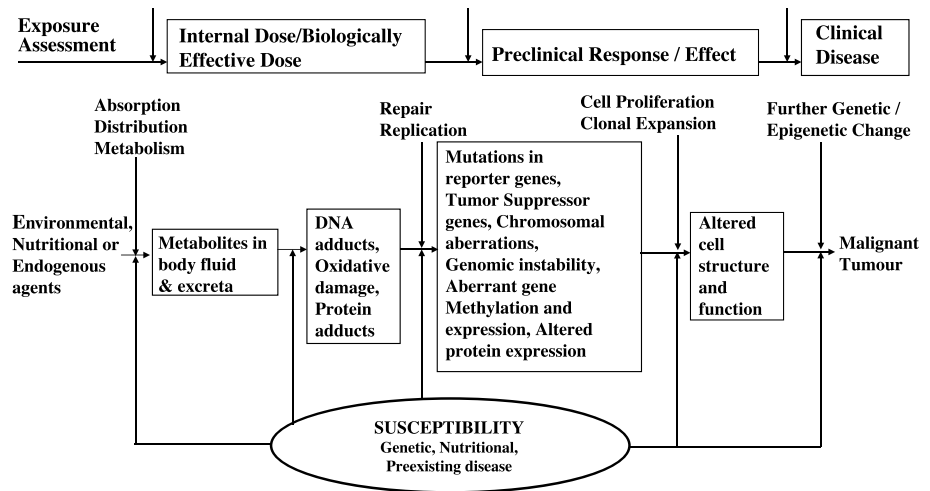 Exposure
Assessment
Internal Dose/Biologically
Effective Dose
Preclinical Response / Effect
Clinical
Disease
Absorption
Distribution
Metabolism
Repair
Replication
Cell Proliferation
Clonal Expansion
Further Genetic /
Epigenetic Change
Environmental,
Nutritional or
Endogenous
agents
Metabolites in
body fluid
& excreta
DNA
adducts,
Oxidative
damage,
Protein
adducts
Mutations in
reporter genes,
Tumor Suppressor
genes, Chromosomal
aberrations,
Genomic instability,
Aberrant gene
Methylation and
expression, Altered
protein expression
Altered
cell
structure
and
function
Malignant
Tumour
SUSCEPTIBILITY
Genetic, Nutritional,
Preexisting disease